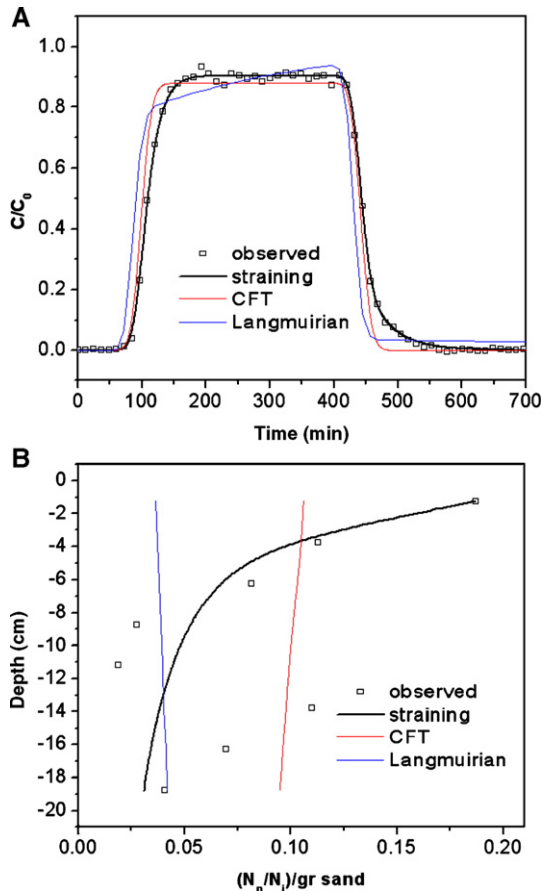 A
1.0
0.8
0.6
0.4
0.2
0.0
C/C0
observed
straining
CFT
Langmuirian
0 100 200 300 400 500 600 700
Time (min)
B
0
-2
-4
-6
-8
-10
-12
-14
-16
-18
-20
Depth (cm)
observed
straining
CFT
Langmuirian
0.00 0.05 0.10 0.15 0.20
(Nn/Ni)/gr sand